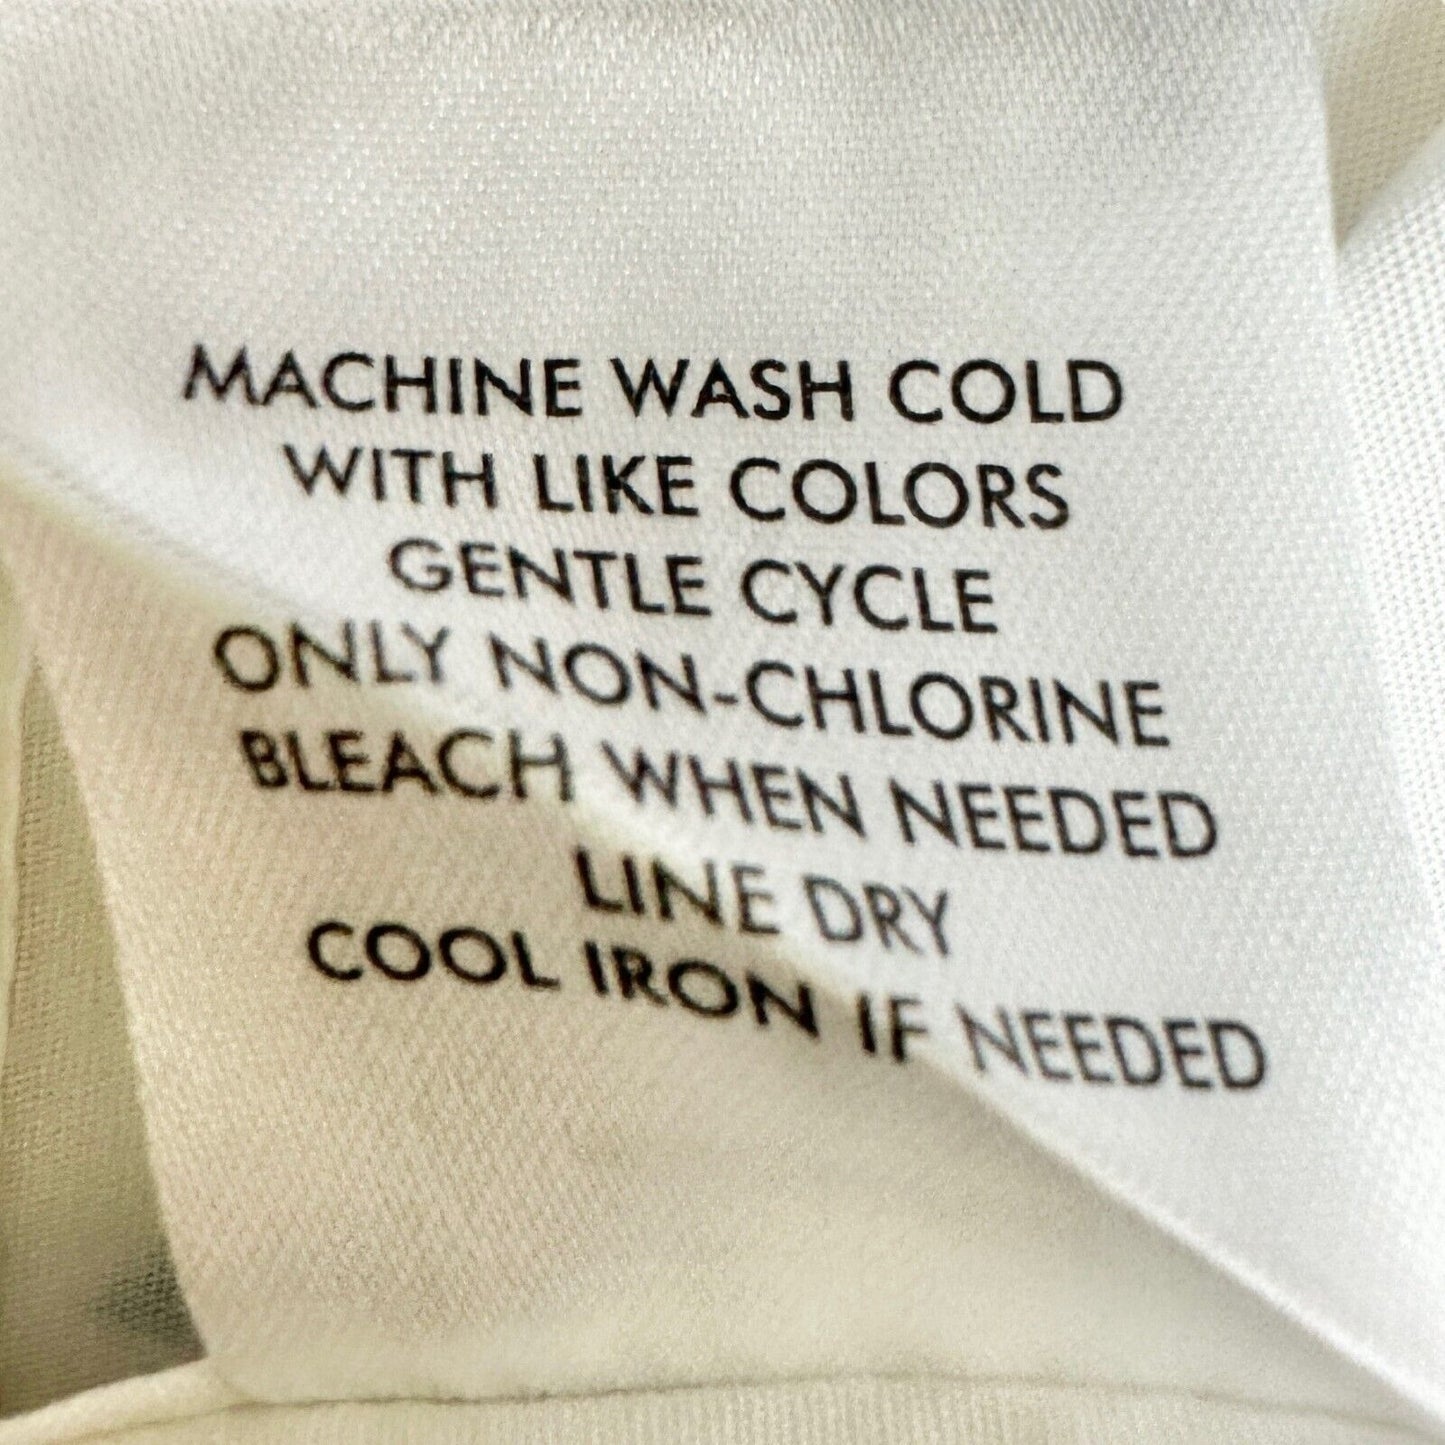 MACHINE WASH COLD
WITH LIKE COLORS
GENTLE CYCLE
ONLY NON-CHLORINE
BLEACH WHEN NEEDED
LINE DRY
COOL IRON IF NEEDED